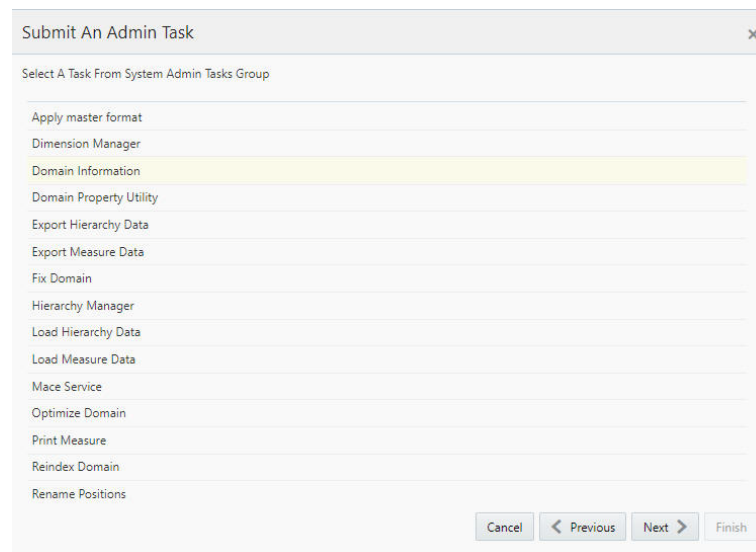 Submit An Admin Task
Select A Task From System Admin Tasks Group
Apply master format
Dimension Manager
Domain Information
Domain Property Utility
Export Hierarchy Data
Export Measure Data
Fix Domain
Hierarchy Manager
Load Hierarchy Data
Load Measure Data
Mace Service
Optimize Domain
Print Measure
Reindex Domain
Rename Positions
Cancel Previous Next Finish